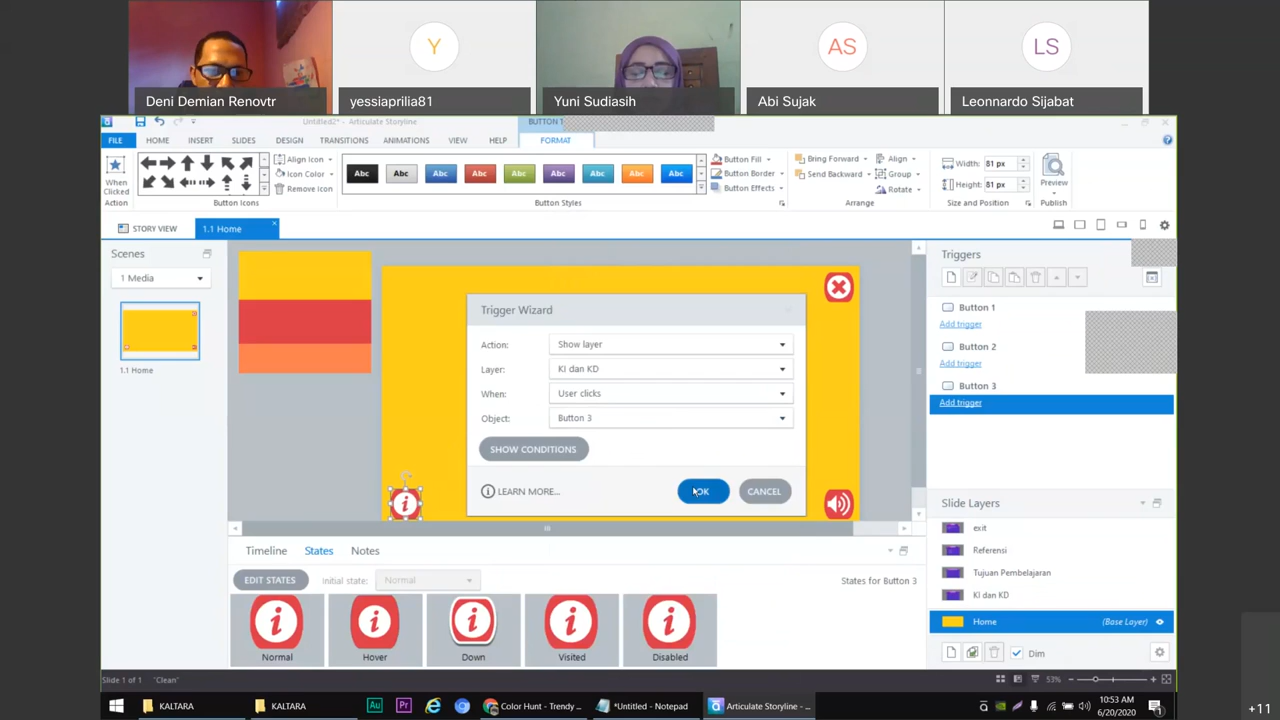 Y
AS
LS
Deni Demian Renovtr
yessiaprilia81
Yuni Sudiasih
Abi Sujak
Leonnardo Sijabat
Untitled2* - Articulate Storyline
BUTTON
FILE
HOME
INSERT
SLIDES
DESIGN
TRANSITIONS
ANIMATIONS
VIEW
HELP
FORMAT
When Clicked
Action
Align Icon
Icon Color
Remove Icon
Button Icons
Abc
Abc
Abc
Abc
Abc
Abc
Abc
Abc
Abc
Button Styles
Button Fill
Button Border
Button Effects
Bring Forward
Send Backward
Align
Group
Rotate
Arrange
Width: 81 px
Height: 81 px
Size and Position
Preview
Publish
STORY VIEW
1.1 Home
Scenes
1 Media
1.1 Home
Trigger Wizard
Action: Show layer
Layer: KI dan KD
When: User clicks
Object: Button 3
SHOW CONDITIONS
LEARN MORE...
OK
CANCEL
Triggers
Button 1
Add trigger
Button 2
Add trigger
Button 3
Add trigger
Slide Layers
exit
Referensi
Tujuan Pembelajaran
KI dan KD
Home (Base Layer)
Dim
Timeline
States
Notes
EDIT STATES
Initial state: Normal
States for Button 3
Normal
Hover
Down
Visited
Disabled
Slide 1 of 1
"Clean"
53%
KALTARA
KALTARA
Au
Pr
Color Hunt - Trendy ...
*Untitled - Notepad
Articulate Storyline - ...
10:53 AM
6/20/2020
+11